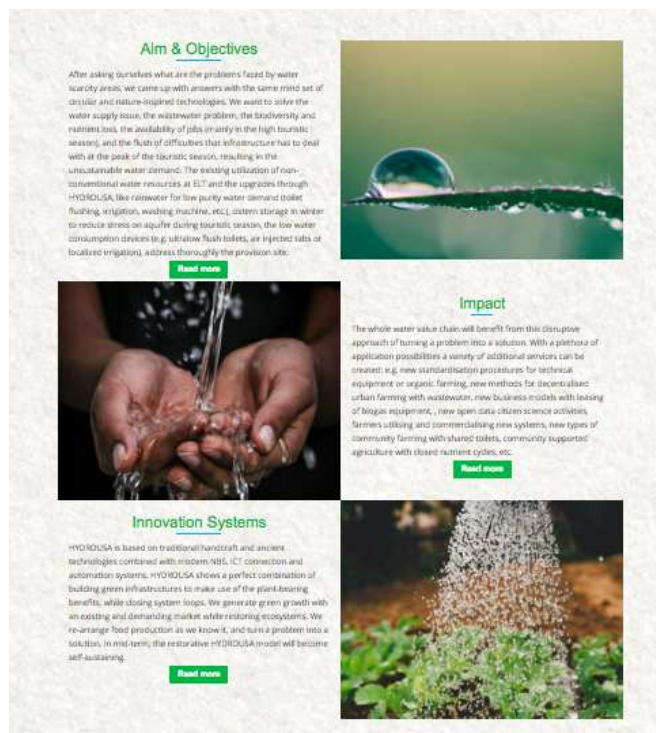 Aim & Objectives
After asking ourselves what are the problems faced by water
scarcity areas, we came up with answers with the same mind set of
circular and nature-inspired technologies. We want to solve the
water supply issue, the wastewater problem, the biodiversity and
nutrient loss, the availability of jobs (mainly in the high touristic
season), and the flush of difficulties that infrastructure has to deal
with at the peak of the touristic season, resulting in the
unsustainable water demand. The existing utilization of non-
conventional water resources at ELT and the upgrades through
HYDROUSA, like rainwater for low purity water demand (toilet
flushing, irrigation, washing machine, etc.), cistern storage in winter
to reduce stress on aquifer during touristic season, the low water
consumption devices (e.g. ultralow flush toilets, air injected tabs or
localized irrigation), address thoroughly the provision site.
Read more
Impact
The whole water value chain will benefit from this disruptive
approach of turning a problem into a solution. With a plethora of
application possibilities a variety of additional services can be
created: e.g. new standardisation procedures for technical
equipment or organic farming, new methods for decentralised
urban farming with wastewater, new business models with leasing
of biogas equipment, , new open data citizen science activities,
farmers utilising and commercialising new systems, new types of
community farming with shared toilets, community supported
agriculture with closed nutrient cycles, etc.
Read more
Innovation Systems
HYDROUSA is based on traditional handcraft and ancient
technologies combined with modern NBS, ICT connection and
automation systems. HYDROUSA shows a perfect combination of
building green infrastructures to make use of the plant-bearing
benefits, while closing system loops. We generate green growth with
an existing and demanding market while restoring ecosystems. We
re-arrange food production as we know it, and turn a problem into a
solution. In mid-term, the restorative HYDROUSA model will become
self-sustaining.
Read more